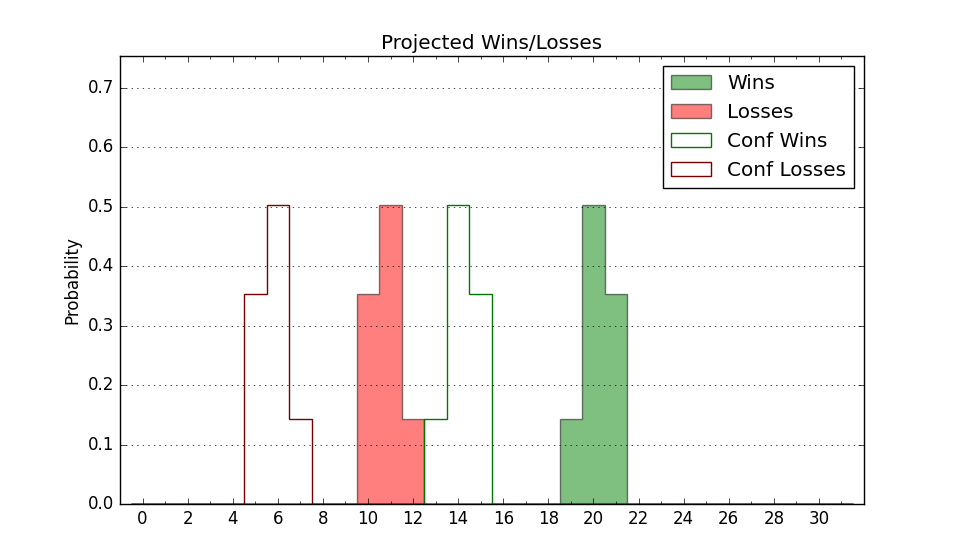 Projected Wins/Losses
Wins
Losses
Conf Wins
Conf Losses
Probability
0.7
0.6
0.5
0.4
0.3
0.2
0.1
0.0
0 2 4 6 8 10 12 14 16 18 20 22 24 26 28 30